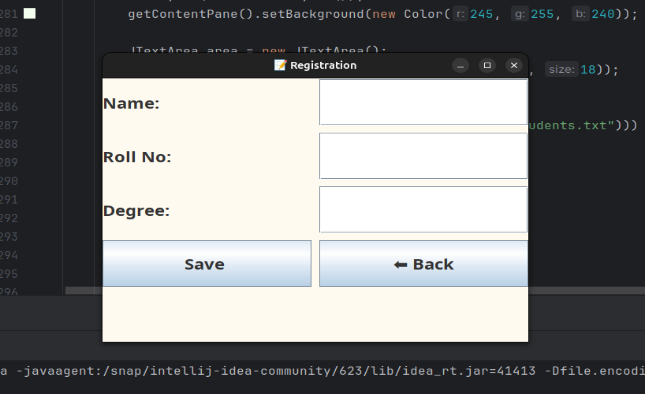 281 getContentPane().setBackground(new Color( r: 245, g: 255, b: 240));
282
283 JTextArea area = new JTextArea();
📝 Registration
284 , size: 18));
285
286
Name:
287 udents.txt")))
288
289
Roll No:
290
291
292
Degree:
293
294
Save ⬅ Back
295
296
a -javaagent:/snap/intellij-idea-community/623/lib/idea_rt.jar=41413 -Dfile.encodi